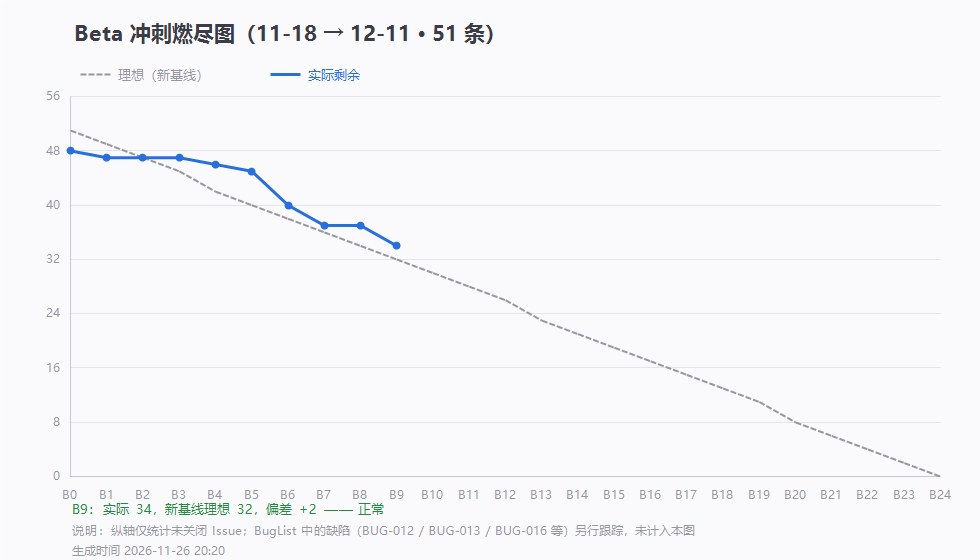 Beta 冲刺燃尽图（11-18 → 12-11 • 51 条）
理想（新基线） 实际剩余
56
48
40
32
24
16
8
0
B0 B1 B2 B3 B4 B5 B6 B7 B8 B9 B10 B11 B12 B13 B14 B15 B16 B17 B18 B19 B20 B21 B22 B23 B24
B9：实际 34，新基线理想 32，偏差 +2 —— 正常
说明：纵轴仅统计未关闭 Issue；BugList 中的缺陷（BUG-012 / BUG-013 / BUG-016 等）另行跟踪，未计入本图
生成时间 2026-11-26 20:20